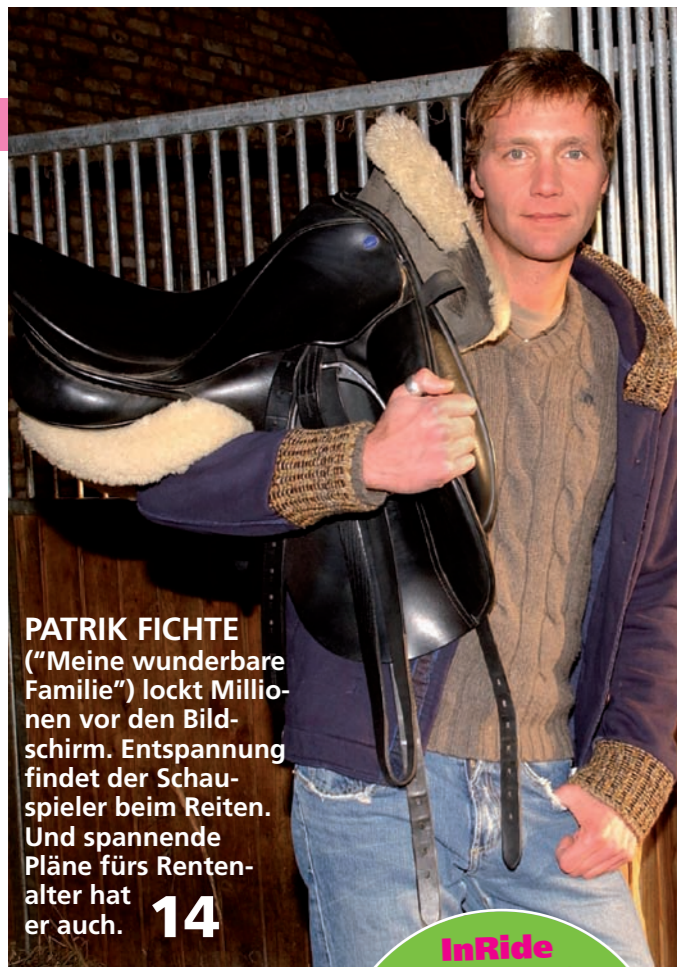 PATRIK FICHTE
(“Meine wunderbare
Familie”) lockt Millio-
nen vor den Bild-
schirm. Entspannung
findet der Schau-
spieler beim Reiten.
Und spannende
Pläne fürs Renten-
alter hat
er auch. 14
InRide